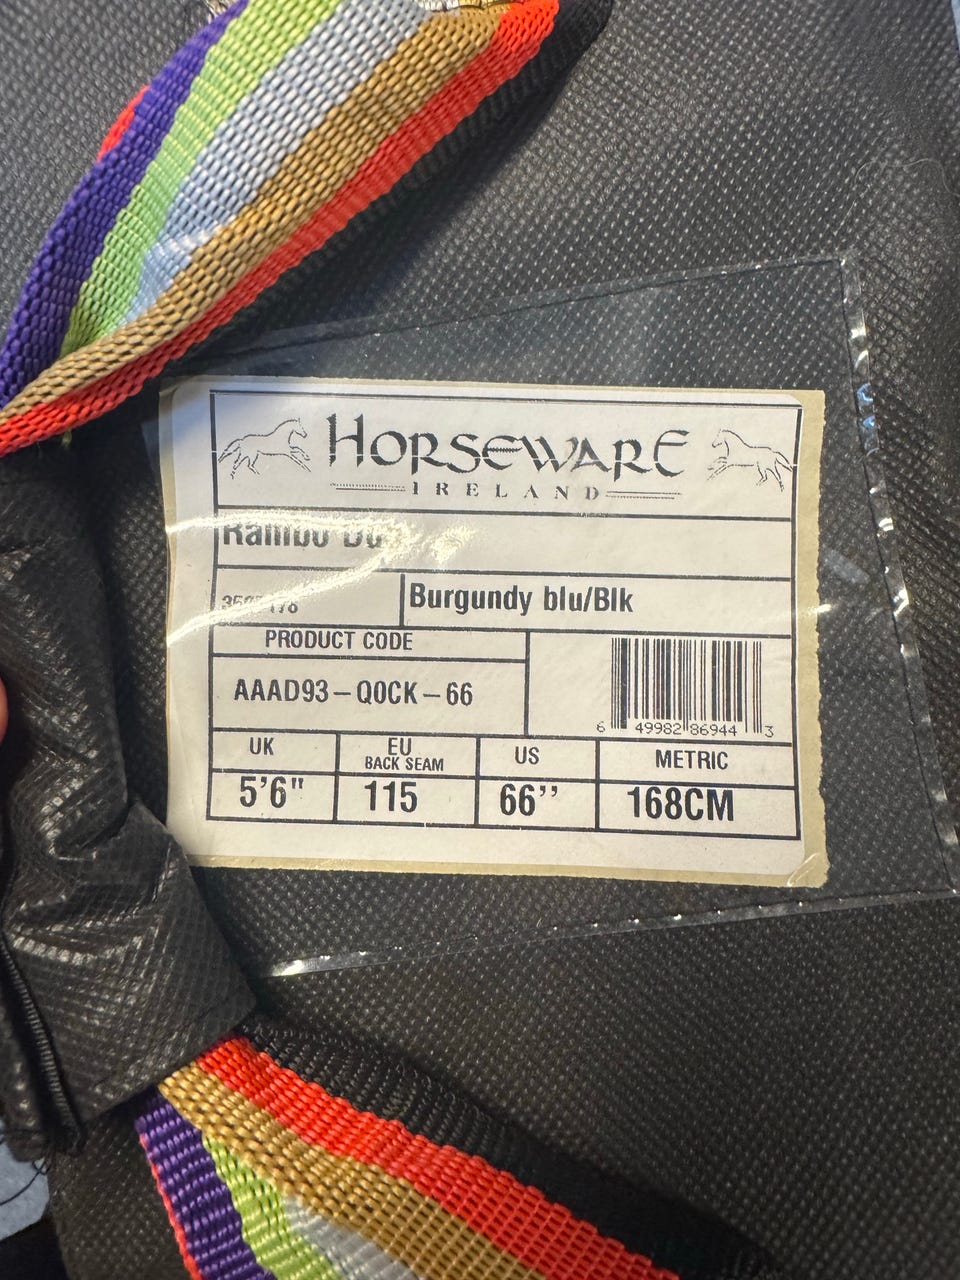 HORSEWARE
IRELAND
Rambo
Burgundy blu/Blk
PRODUCT CODE
AAAD93-Q0CK-66
6 49982 86944 3
UK EU BACK SEAM US METRIC
5'6" 115 66’’ 168CM